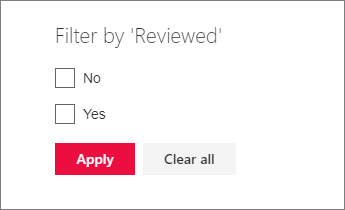 Filter by 'Reviewed'
No
Yes
Apply
Clear all